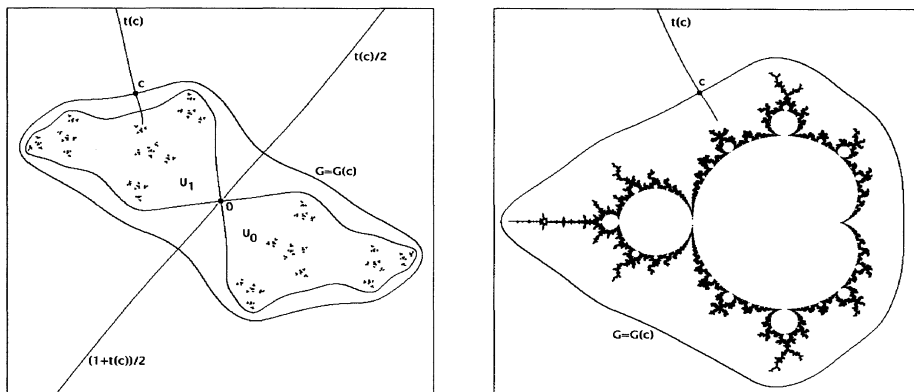 t(c)
t(c)/2
c
G=G(c)
U₁
0
U₀
(1+t(c))/2
t(c)
c
G=G(c)